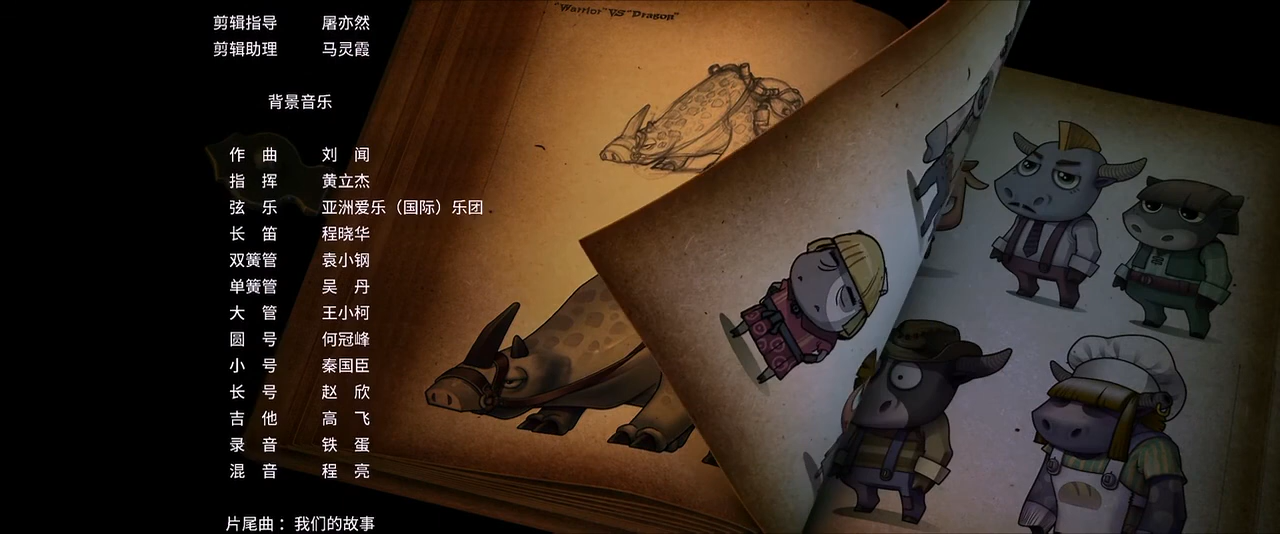 "Warrior" VS "Dragon"
剪辑指导 屠亦然
剪辑助理 马灵霞
背景音乐
作 曲 刘 闻
指 挥 黄立杰
弦 乐 亚洲爱乐（国际）乐团
长 笛 程晓华
双簧管 袁小钢
单簧管 吴 丹
大 管 王小柯
圆 号 何冠峰
小 号 秦国臣
长 号 赵 欣
吉 他 高 飞
录 音 铁 蛋
混 音 程 亮
片尾曲：我们的故事